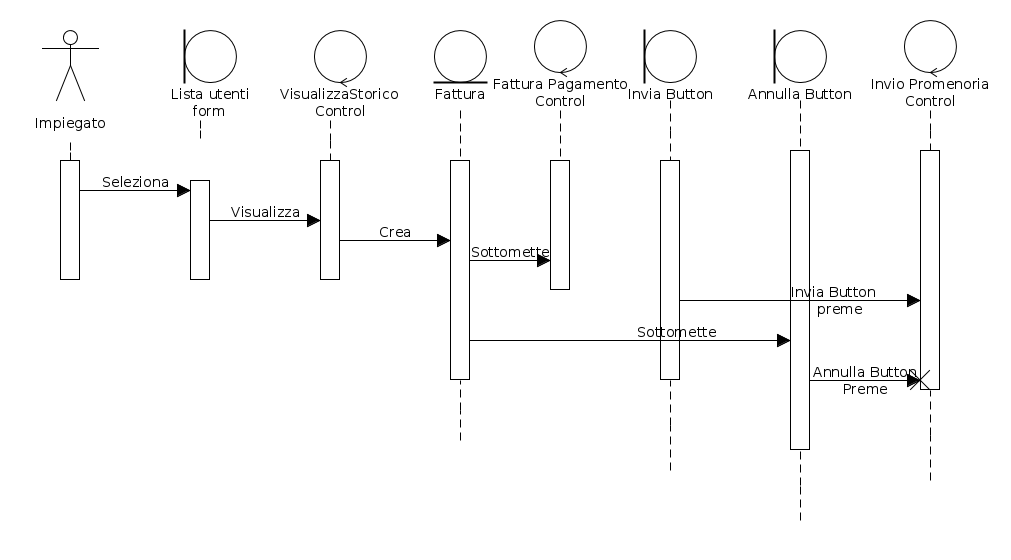 Impiegato
Lista utenti
form
VisualizzaStorico
Control
Fattura
Fattura Pagamento
Control
Invia Button
Annulla Button
Invio Promenoria
Control
Seleziona
Visualizza
Crea
Sottomette
Invia Button
preme
Sottomette
Annulla Button
Preme